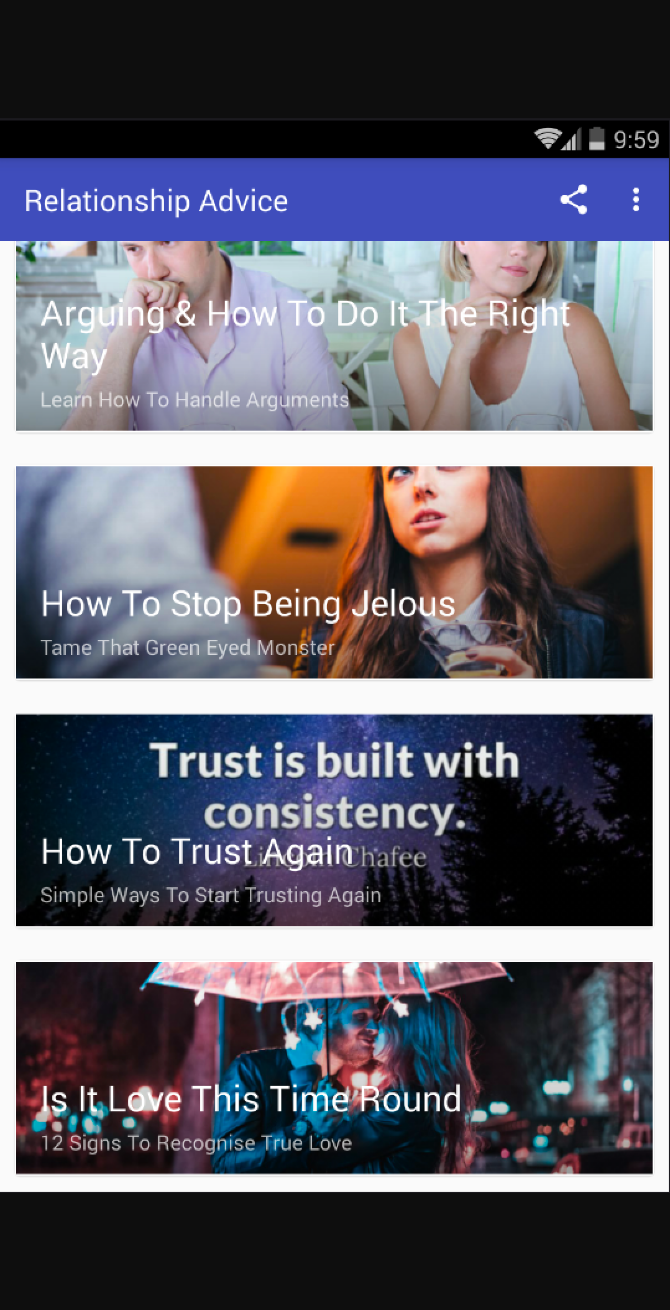 9:59
Relationship Advice
Arguing & How To Do It The Right
Way
Learn How To Handle Arguments
How To Stop Being Jelous
Tame That Green Eyed Monster
Trust is built with
consistency.
How To Trust Again
Chafee
Simple Ways To Start Trusting Again
Is It Love This Time Round
12 Signs To Recognise True Love